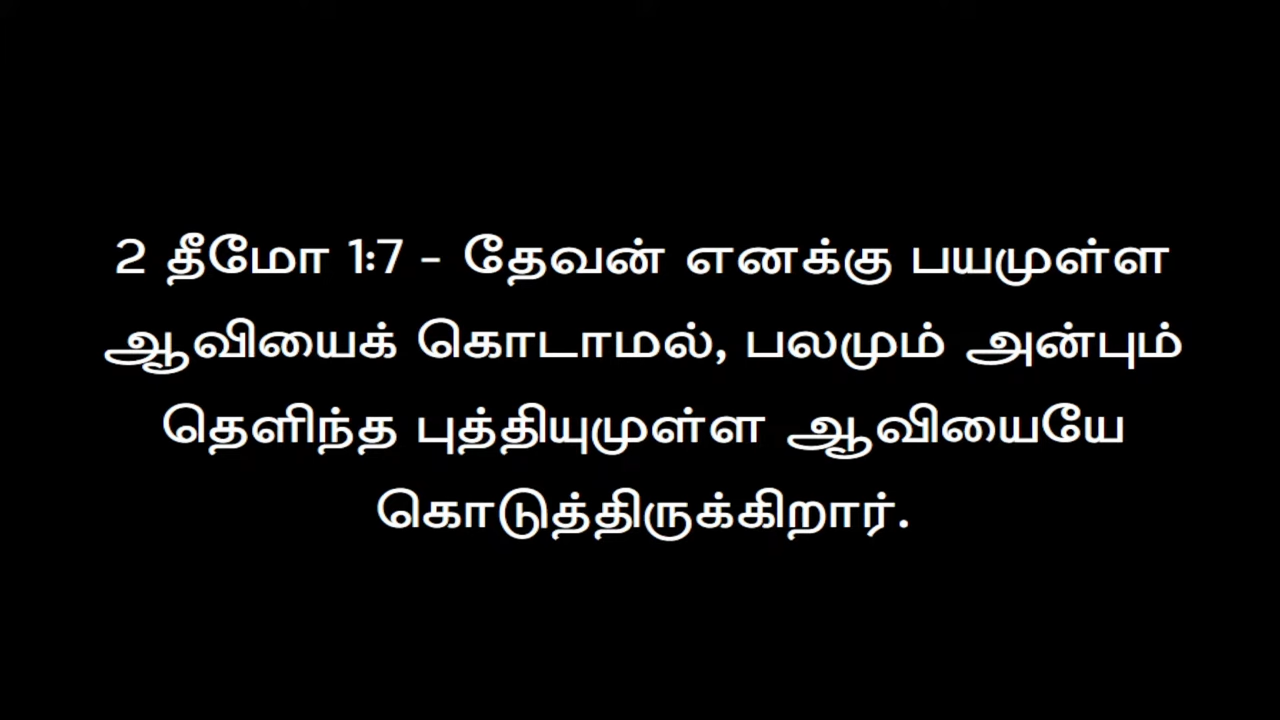 2 தீமோ 1:7 - தேவன் எனக்கு பயமுள்ள
ஆவியைக் கொடாமல், பலமும் அன்பும்
தெளிந்த புத்தியுமுள்ள ஆவியையே
கொடுத்திருக்கிறார்.